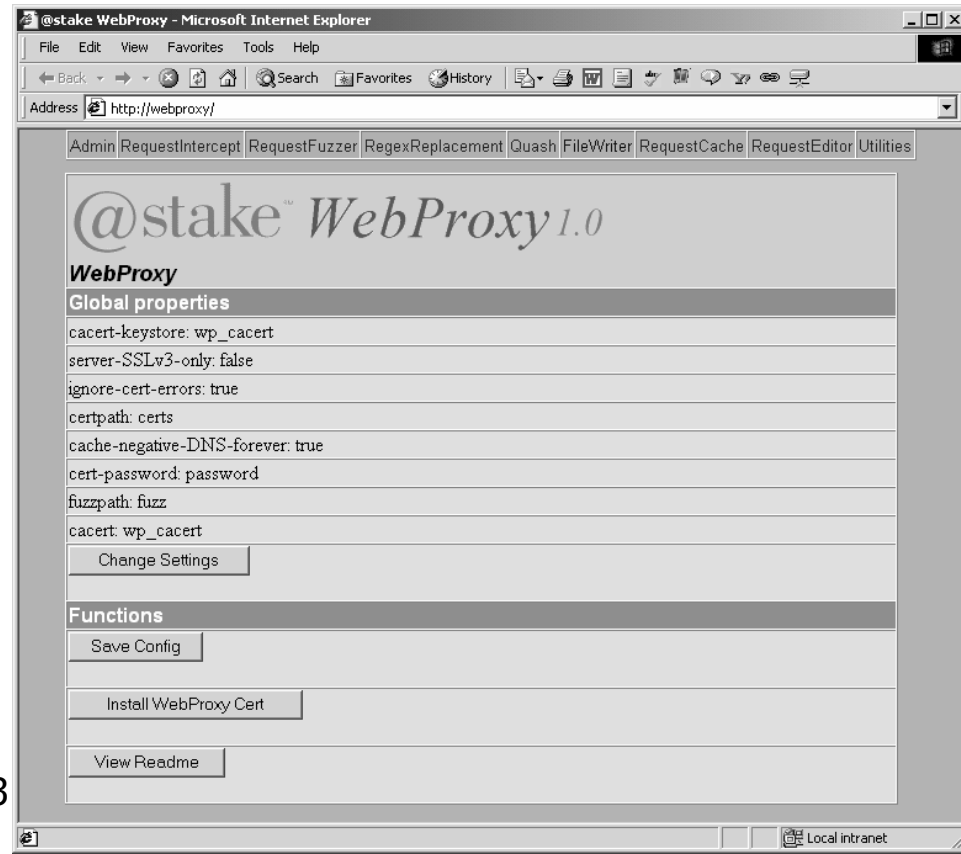 @stake WebProxy - Microsoft Internet Explorer
File Edit View Favorites Tools Help
Back Search Favorites History
Address http://webproxy/
Admin RequestIntercept RequestFuzzer RegexReplacement Quash FileWriter RequestCache RequestEditor Utilities
@stake™ WebProxy 1.0
WebProxy
Global properties
cacert-keystore: wp_cacert
server-SSLv3-only: false
ignore-cert-errors: true
certpath: certs
cache-negative-DNS-forever: true
cert-password: password
fuzzpath: fuzz
cacert: wp_cacert
Change Settings
Functions
Save Config
Install WebProxy Cert
View Readme
3
Local intranet